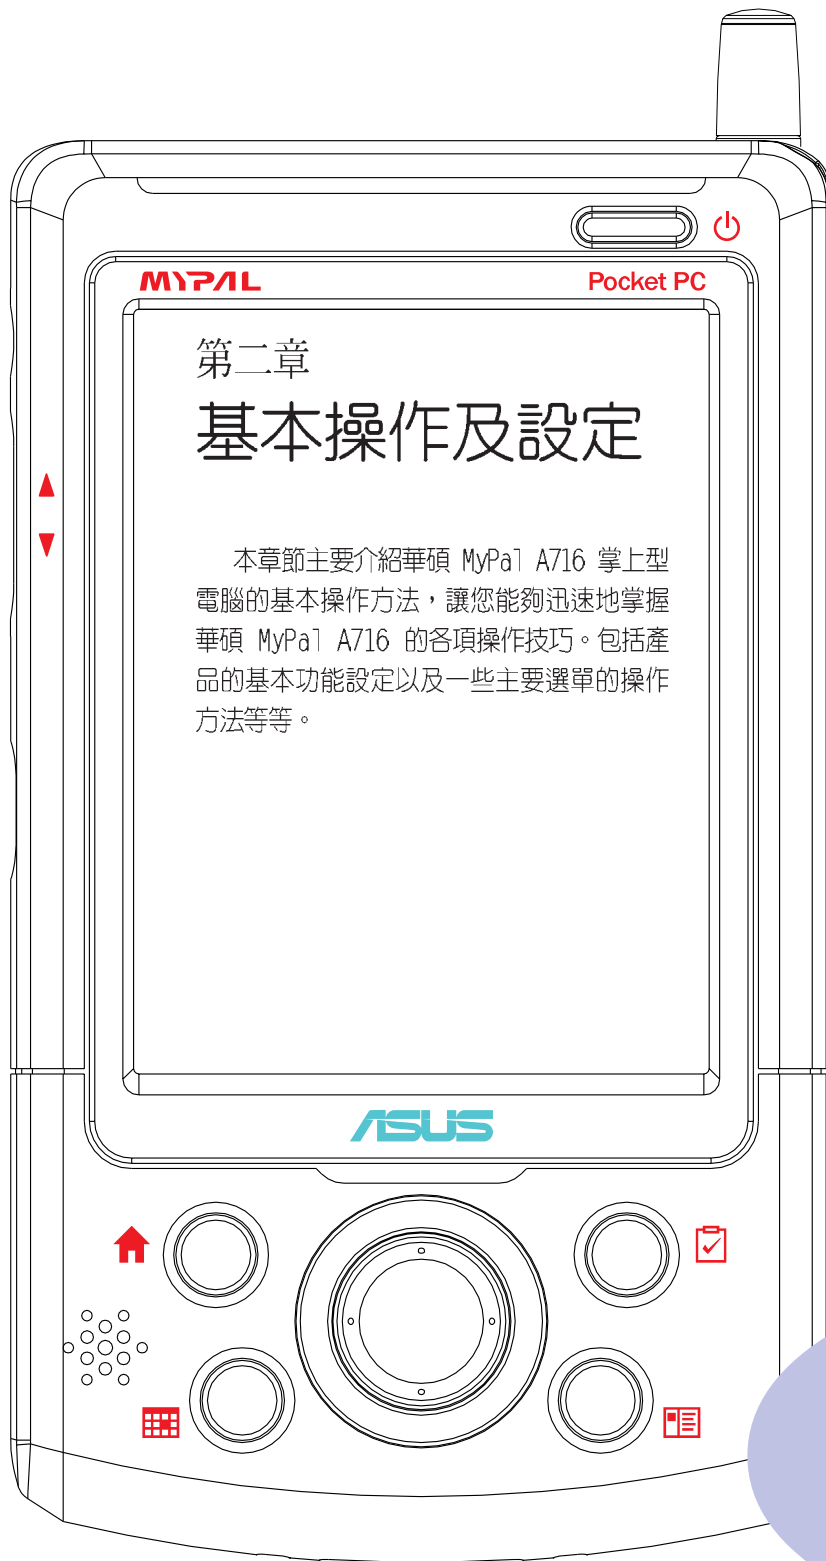 MYPAL
Pocket PC
第二章
基本操作及設定
本章節主要介紹華碩 MyPal A716 掌上型
電腦的基本操作方法，讓您能夠迅速地掌握
華碩 MyPal A716 的各項操作技巧。包括產
品的基本功能設定以及一些主要選單的操作
方法等等。
ASUS